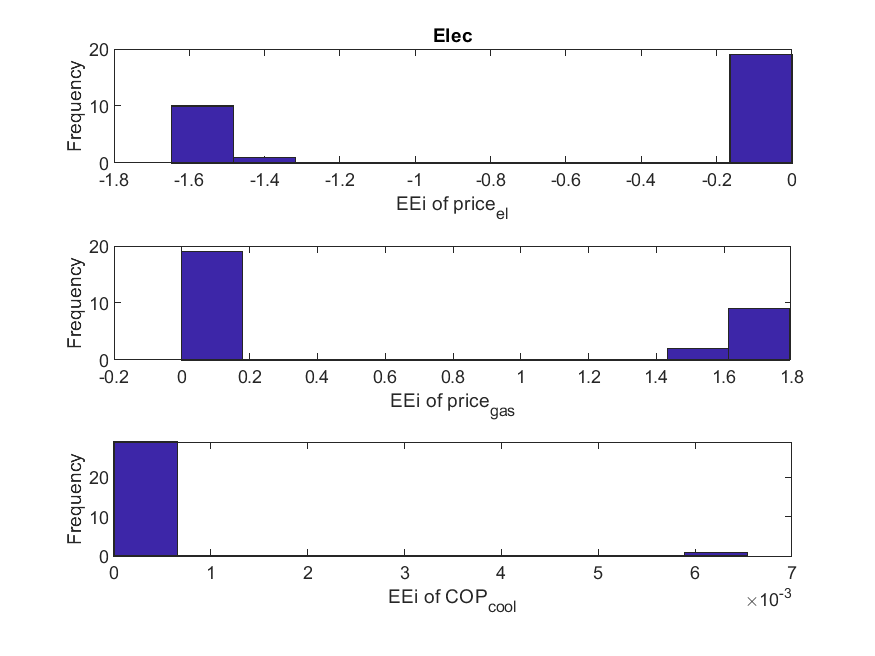 Elec
Frequency
20
10
0
-1.8 -1.6 -1.4 -1.2 -1 -0.8 -0.6 -0.4 -0.2 0
EEi of price_el
Frequency
20
10
0
-0.2 0 0.2 0.4 0.6 0.8 1 1.2 1.4 1.6 1.8
EEi of price_gas
Frequency
20
10
0
0 1 2 3 4 5 6 7
EEi of COP_cool
×10^-3